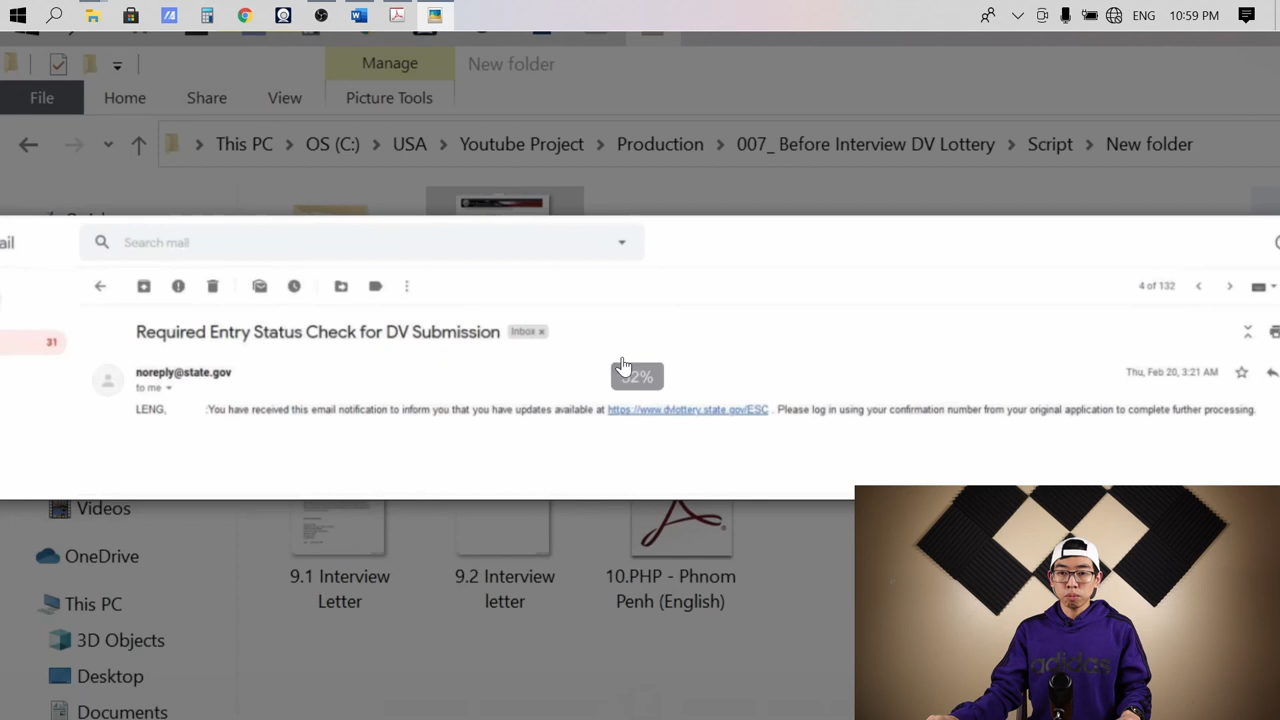 ENG 10:59 PM
Manage New folder
File Home Share View Picture Tools
This PC OS (C:) USA Youtube Project Production 007_ Before Interview DV Lottery Script New folder
ail Search mail
4 of 132
Required Entry Status Check for DV Submission Inbox x
31
noreply@state.gov Thu, Feb 20, 3:21 AM
to me
LENG, :You have received this email notification to inform you that you have updates available at https://www.dvlottery.state.gov/ESC . Please log in using your confirmation number from your original application to complete further processing.
Videos
OneDrive
This PC
3D Objects
Desktop
Documents
9.1 Interview
Letter
9.2 Interview
letter
10.PHP - Phnom
Penh (English)
adidas